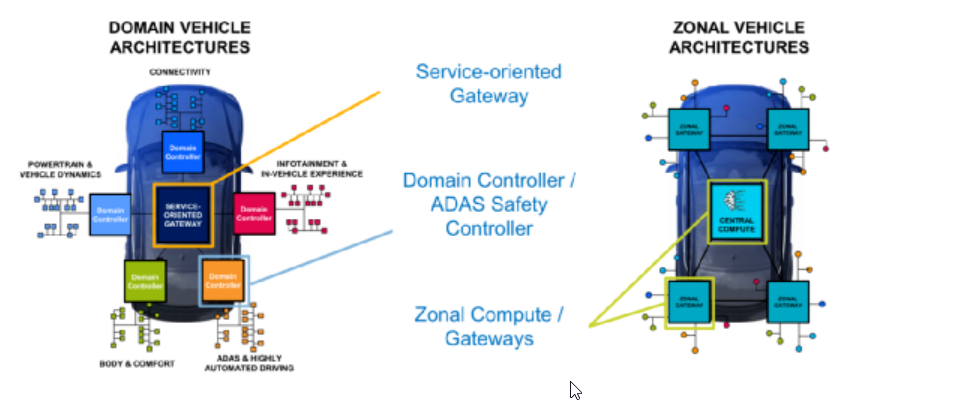 DOMAIN VEHICLE
ARCHITECTURES
CONNECTIVITY
Domain
Controller
POWERTRAIN &
VEHICLE DYNAMICS
Domain
Controller
SERVICE-
ORIENTED
GATEWAY
INFOTAINMENT &
IN-VEHICLE EXPERIENCE
Domain
Controller
Domain
Controller
Domain
Controller
BODY & COMFORT
ADAS & HIGHLY
AUTOMATED DRIVING
Service-oriented
Gateway
Domain Controller /
ADAS Safety
Controller
Zonal Compute /
Gateways
ZONAL VEHICLE
ARCHITECTURES
ZONAL
GATEWAY
ZONAL
GATEWAY
CENTRAL
COMPUTE
ZONAL
GATEWAY
ZONAL
GATEWAY